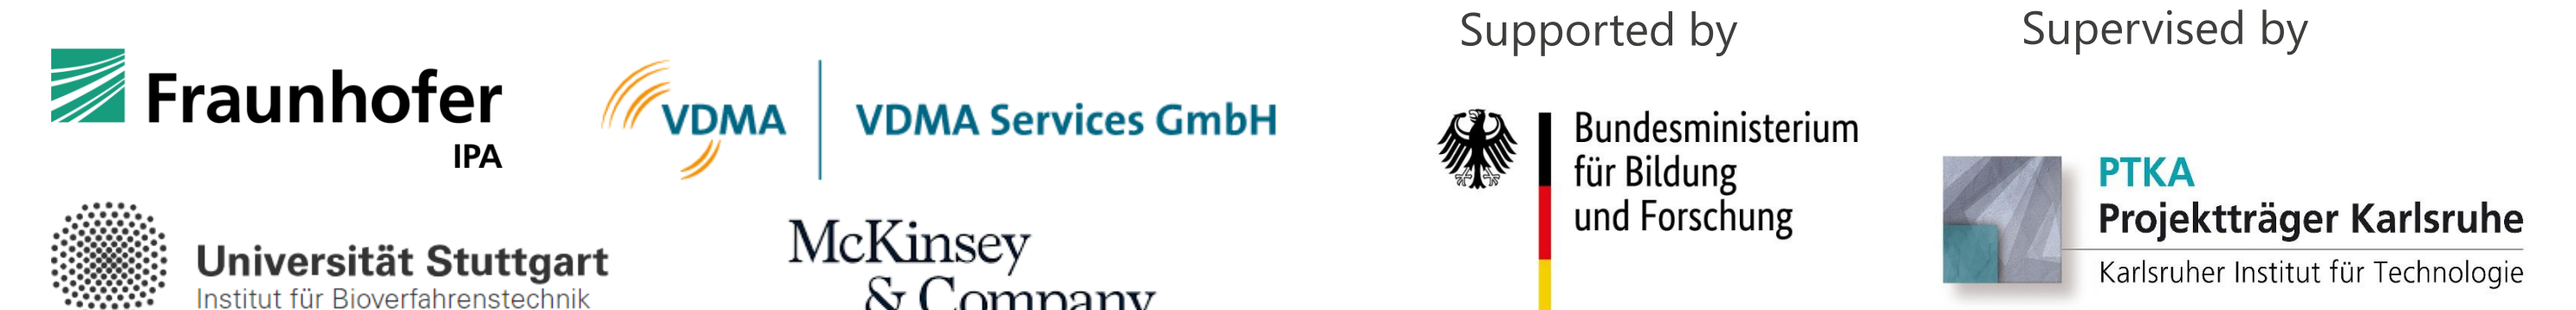 Supported by
Supervised by
Fraunhofer
IPA
VDMA
VDMA Services GmbH
Bundesministerium
für Bildung
und Forschung
PTKA
Projektträger Karlsruhe
Karlsruher Institut für Technologie
Universität Stuttgart
Institut für Bioverfahrenstechnik
McKinsey
& Company